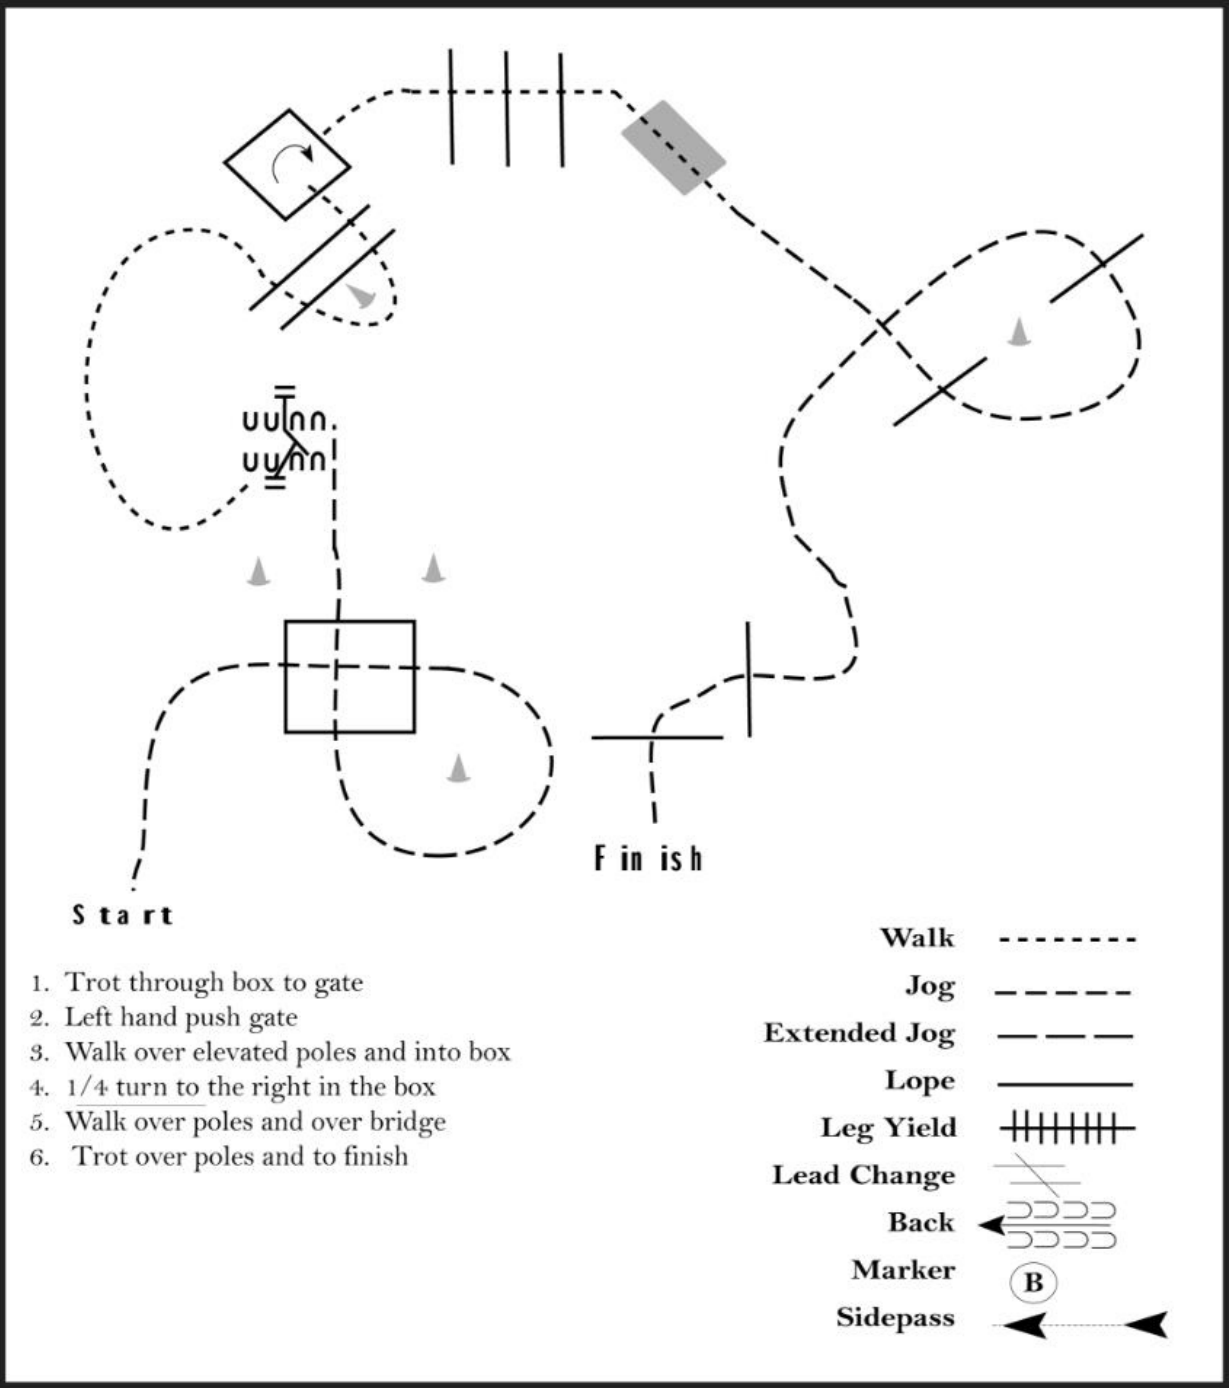 Finish
Start
1. Trot through box to gate
2. Left hand push gate
3. Walk over elevated poles and into box
4. 1/4 turn to the right in the box
5. Walk over poles and over bridge
6. Trot over poles and to finish
Walk
Jog
Extended Jog
Lope
Leg Yield
Lead Change
Back
Marker B
Sidepass